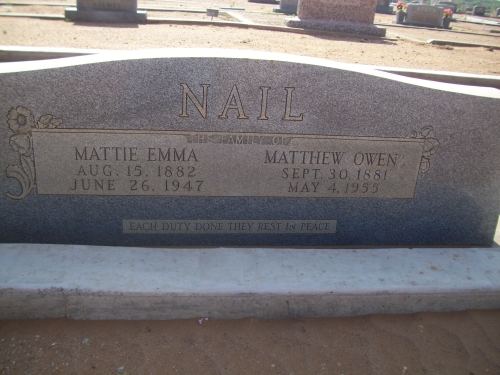 NAIL
THE FAMILY OF
MATTIE EMMA
AUG. 15, 1882
JUNE 26, 1947
MATTHEW OWEN
SEPT. 30, 1881
MAY 4, 1955
EACH DUTY DONE THEY REST IN PEACE